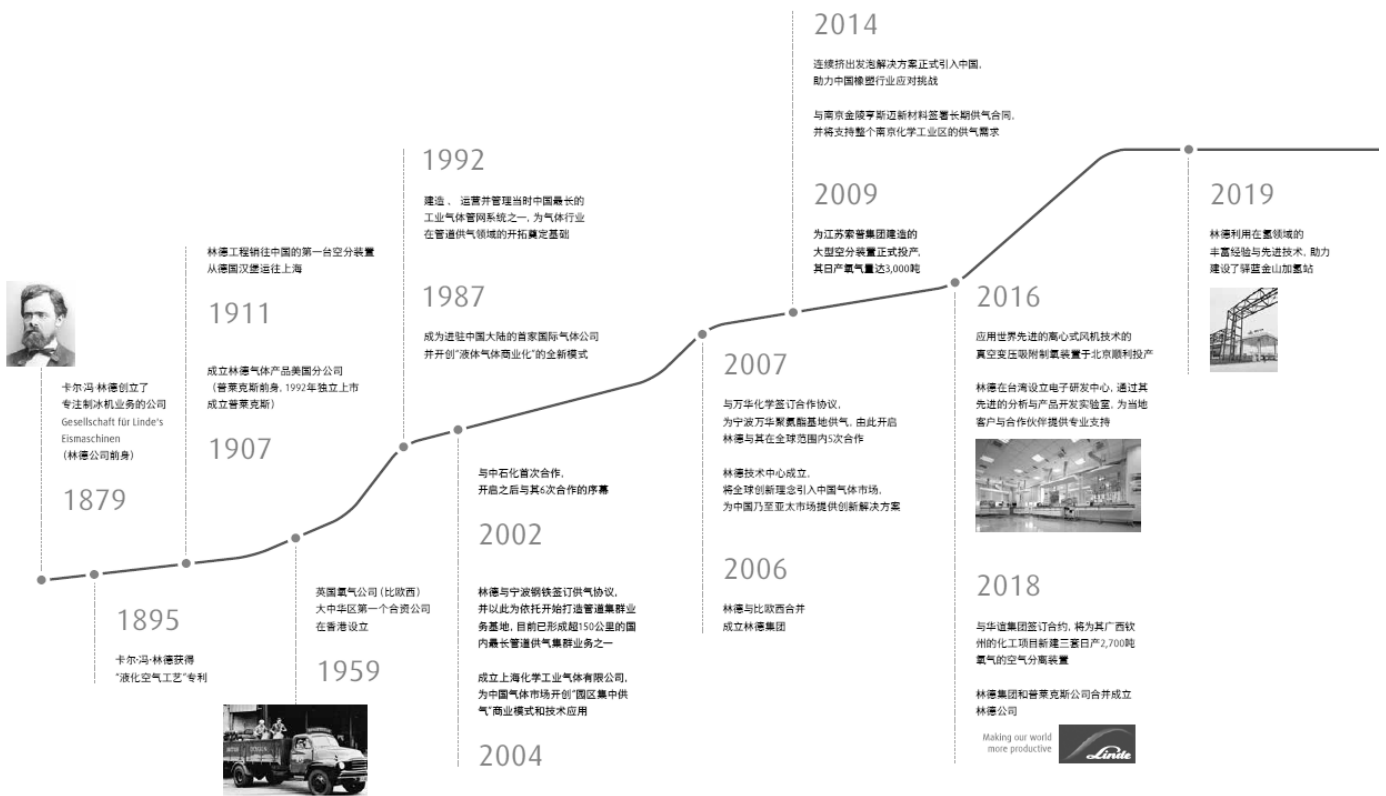 卡尔·冯·林德创立了
专注制冰机业务的公司
Gesellschaft für Linde's
Eismaschinen
（林德公司前身）
1879
1895
卡尔·冯·林德获得
“液化空气工艺”专利
林德工程销往中国的第一台空分装置
从德国汉堡运往上海
1911
成立林德气体产品美国分公司
（普莱克斯前身, 1992年独立上市
成立普莱克斯）
1907
英国氧气公司（比欧西）
大中华区第一个合资公司
在香港设立
1959
1992
建造 、 运营并管理当时中国最长的
工业气体管网系统之一, 为气体行业
在管道供气领域的开拓奠定基础
1987
成为进驻中国大陆的首家国际气体公司
并开创“液体气体商业化”的全新模式
与中石化首次合作,
开启之后与其6次合作的序幕
2002
林德与宁波钢铁签订供气协议,
并以此为依托开始打造管道集群业
务基地, 目前已形成超150公里的国
内最长管道供气集群业务之一
成立上海化学工业气体有限公司,
为中国气体市场开创“园区集中供
气”商业模式和技术应用
2004
2007
与万华化学签订合作协议,
为宁波万华聚氨酯基地供气, 由此开启
林德与其在全球范围内5次合作
林德技术中心成立,
将全球创新理念引入中国气体市场,
为中国乃至亚太市场提供创新解决方案
2006
林德与比欧西合并
成立林德集团
2014
连续挤出发泡解决方案正式引入中国,
助力中国橡塑行业应对挑战
与南京金陵亨斯迈新材料签署长期供气合同,
并将支持整个南京化学工业区的供气需求
2009
为江苏索普集团建造的
大型空分装置正式投产,
其日产氧气量达3,000吨
2016
应用世界先进的离心式风机技术的
真空变压吸附制氧装置于北京顺利投产
林德在台湾设立电子研发中心, 通过其
先进的分析与产品开发实验室, 为当地
客户与合作伙伴提供专业支持
2018
与华谊集团签订合约, 将为其广西钦
州的化工项目新建三套日产2,700吨
氧气的空气分离装置
林德集团和普莱克斯公司合并成立
林德公司
Making our world
more productive
Linde
2019
林德利用在氢领域的
丰富经验与先进技术, 助力
建设了驿蓝金山加氢站